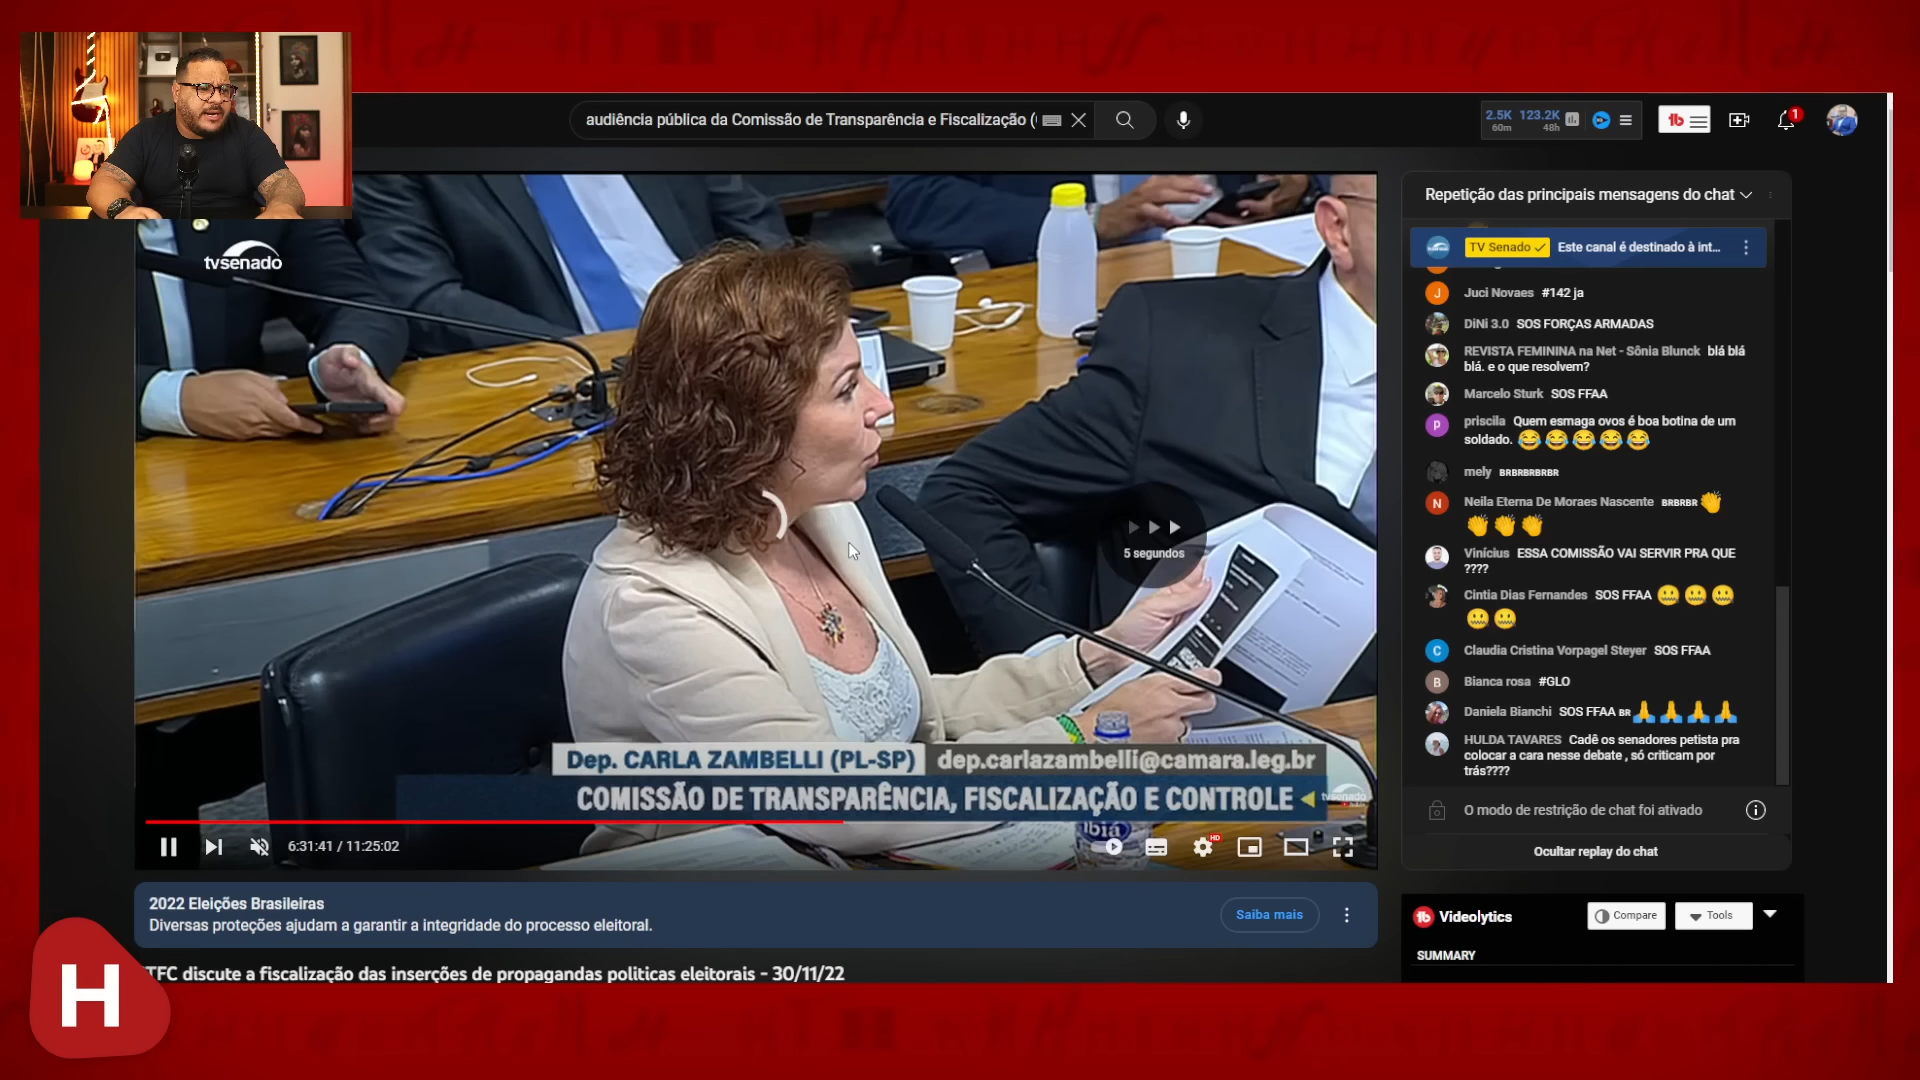 audiência pública da Comissão de Transparência e Fiscalização (
2.5K 123.2K
60m 48h
1
tvsenado
5 segundos
Dep. CARLA ZAMBELLI (PL-SP) dep.carlazambelli@camara.leg.br
COMISSÃO DE TRANSPARÊNCIA, FISCALIZAÇÃO E CONTROLE
tvsenado
6:31:41 / 11:25:02
HD
2022 Eleições Brasileiras
Diversas proteções ajudam a garantir a integridade do processo eleitoral.
Saiba mais
TFC discute a fiscalização das inserções de propagandas politicas eleitorais - 30/11/22
H
Repetição das principais mensagens do chat
TV Senado Este canal é destinado à int...
J
Juci Novaes #142 ja
DiNi 3.0 SOS FORÇAS ARMADAS
REVISTA FEMININA na Net - Sônia Blunck blá blá
blá. e o que resolvem?
Marcelo Sturk SOS FFAA
P
priscila Quem esmaga ovos é boa botina de um
soldado. 😂😂😂😂😂
mely BRBRBRBRBR
N
Neila Eterna De Moraes Nascente BRBRBR 👏
👏👏👏
Vinícius ESSA COMISSÃO VAI SERVIR PRA QUE
????
Cintia Dias Fernandes SOS FFAA 🤐🤐🤐
🤐🤐
C
Claudia Cristina Vorpagel Steyer SOS FFAA
B
Bianca rosa #GLO
Daniela Bianchi SOS FFAA BR🙏🙏🙏🙏
HULDA TAVARES Cadê os senadores petista pra
colocar a cara nesse debate , só criticam por
trás????
O modo de restrição de chat foi ativado
Ocultar replay do chat
Videolytics
Compare
Tools
SUMMARY